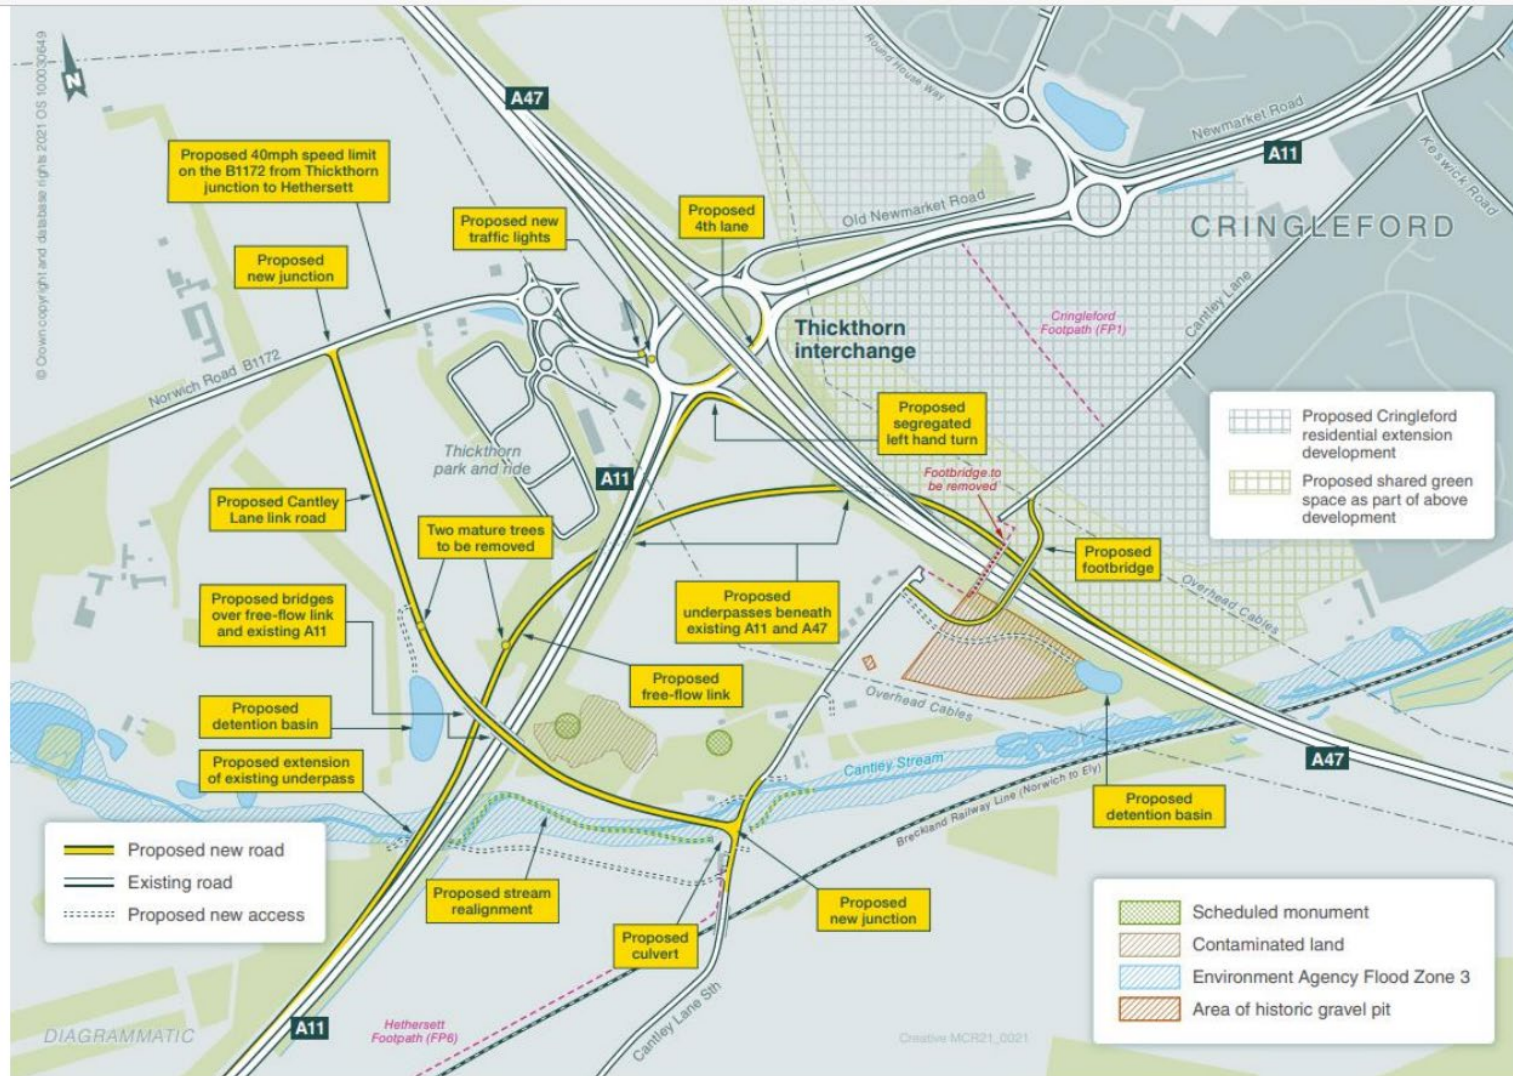 © Crown copyright and database rights 2021 OS 100030649
N
A47
Round House Way
Newmarket Road
A11
Keswick Road
Proposed 40mph speed limit
on the B1172 from Thickthorn
junction to Hethersett
Proposed new
traffic lights
Proposed
4th lane
Old Newmarket Road
CRINGLEFORD
Proposed
new junction
Cantley Lane
Cringleford
Footpath (FP1)
Thickthorn
interchange
Norwich Road B1172
Proposed
segregated
left hand turn
Proposed Cringleford
residential extension
development
Proposed shared green
space as part of above
development
Thickthorn
park and ride
A11
Footbridge to
be removed
Proposed Cantley
Lane link road
Two mature trees
to be removed
Proposed
footbridge
Overhead Cables
Proposed bridges
over free-flow link
and existing A11
Proposed
underpasses beneath
existing A11 and A47
Proposed
free-flow link
Overhead Cables
Proposed
detention basin
Cantley Stream
A47
Proposed extension
of existing underpass
Breckland Railway Line (Norwich to Ely)
Proposed
detention basin
Proposed new road
Existing road
Proposed new access
Proposed stream
realignment
Proposed
new junction
Proposed
culvert
Scheduled monument
Contaminated land
Environment Agency Flood Zone 3
Area of historic gravel pit
DIAGRAMMATIC
A11
Hethersett
Footpath (FP6)
Cantley Lane Sth
Creative MCR21_0021